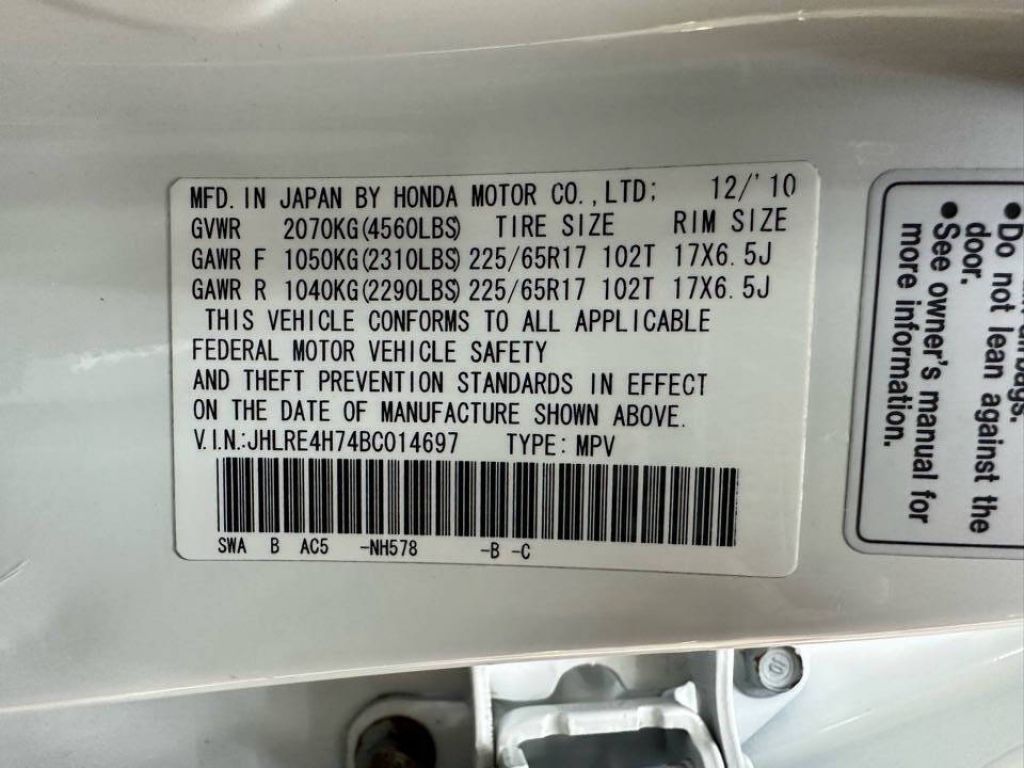 MFD. IN JAPAN BY HONDA MOTOR CO., LTD; 12/'10
GVWR 2070KG(4560LBS) TIRE SIZE RIM SIZE
GAWR F 1050KG(2310LBS) 225/65R17 102T 17X6.5J
GAWR R 1040KG(2290LBS) 225/65R17 102T 17X6.5J
THIS VEHICLE CONFORMS TO ALL APPLICABLE
FEDERAL MOTOR VEHICLE SAFETY
AND THEFT PREVENTION STANDARDS IN EFFECT
ON THE DATE OF MANUFACTURE SHOWN ABOVE.
V.I.N.:JHLRE4H74BC014697 TYPE: MPV
SWA B AC5 -NH578 -B -C
airbags.
●Do not lean against the
door.
●See owner's manual for
more information.
10